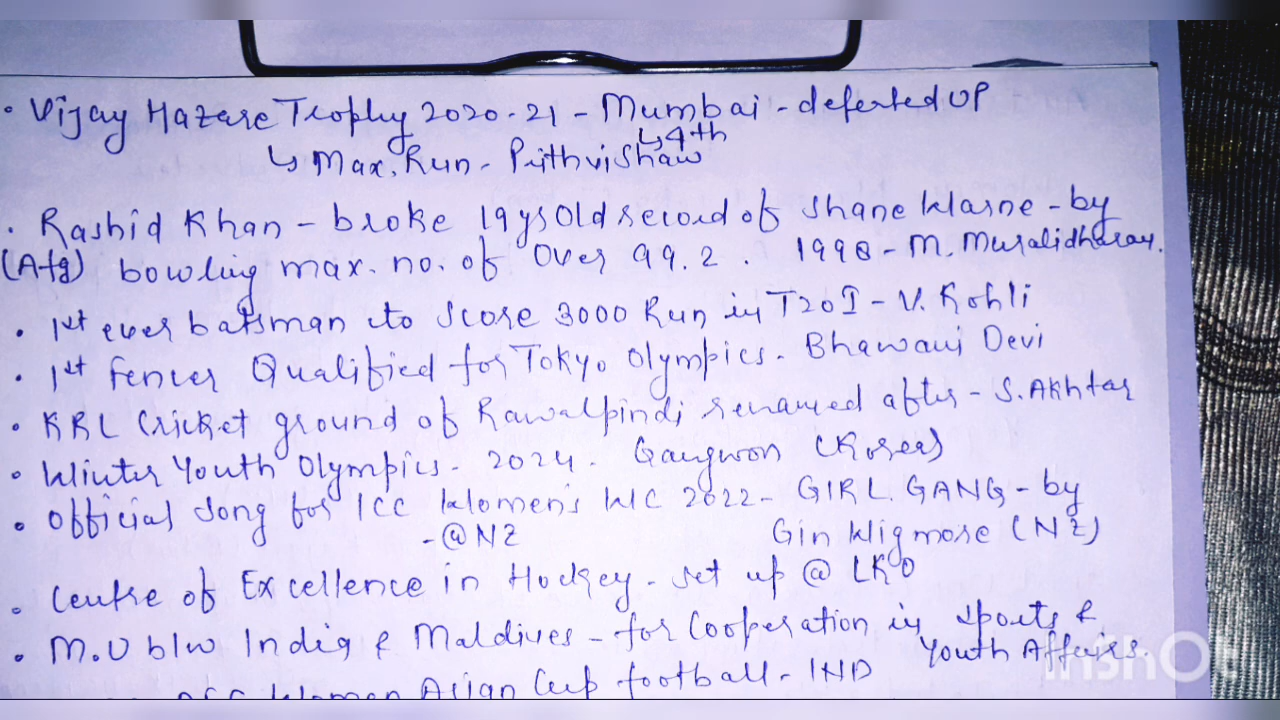 • Vijay Hazare Trophy 2020-21 - Mumbai - defeated UP
↳ 4th
↳ Max. Run - Prithvi Shaw
• Rashid Khan - broke 19 ys old record of Shane Warne - by
(Afg) bowling max. no. of Over 99.2. 1998 - M. Muralidharan.
• 1st ever batsman to Score 3000 Run in T20I - V. Kohli
• 1st Fencer Qualified for Tokyo Olympics. Bhawani Devi
• KRL Cricket ground of Rawalpindi renamed after - S. Akhtar
• Winter Youth Olympics - 2024 - Gangwon (Korea)
• Official Song for ICC Women's WC 2022 - GIRL GANG - by
- @ NZ Gin Wigmore (NZ)
• Centre of Excellence in Hockey - set up @ LKO
• M.U b/w India & Maldives - for Cooperation in Sports &
Youth Affairs.
Women Asian Cup football - IND
InShOt